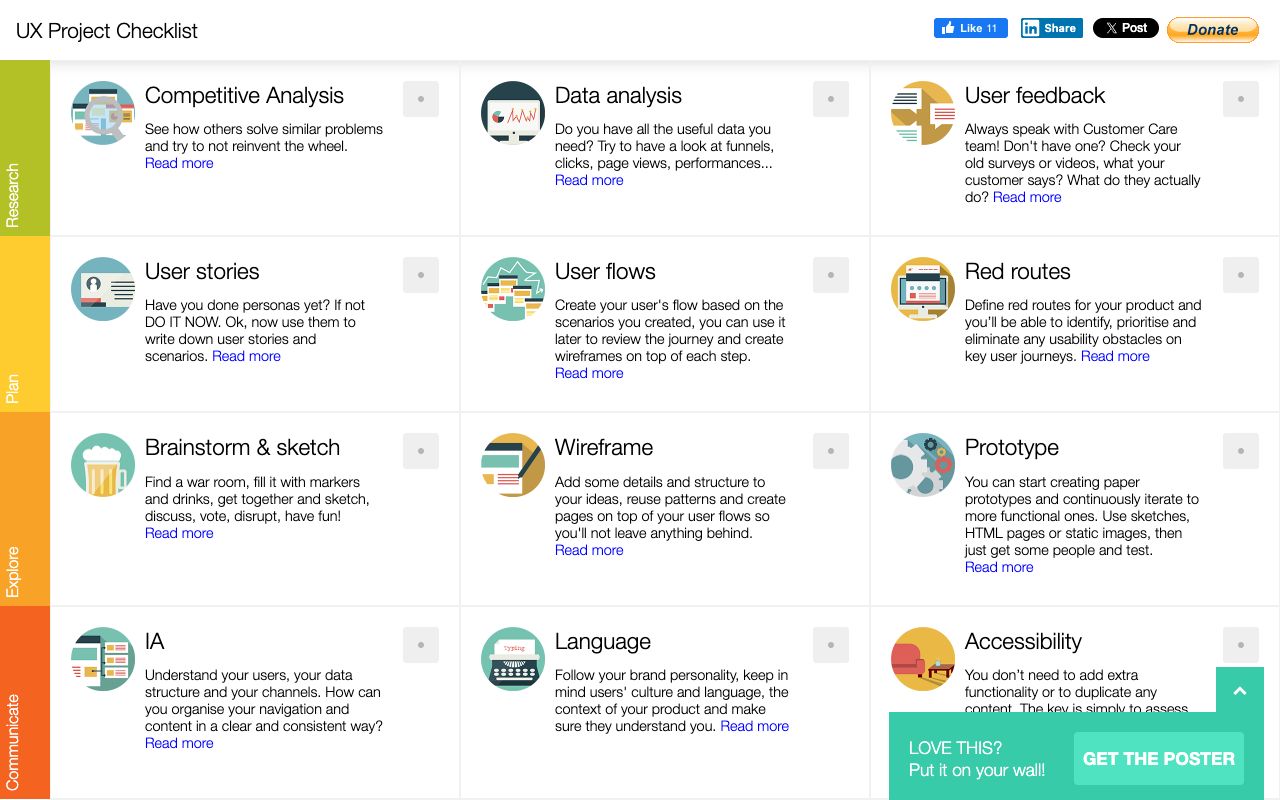 UX Project Checklist
Like 11
in Share
X Post
Donate
Research
Competitive Analysis
See how others solve similar problems
and try to not reinvent the wheel.
Read more
Data analysis
Do you have all the useful data you
need? Try to have a look at funnels,
clicks, page views, performances...
Read more
User feedback
Always speak with Customer Care
team! Don't have one? Check your
old surveys or videos, what your
customer says? What do they actually
do? Read more
Plan
User stories
Have you done personas yet? If not
DO IT NOW. Ok, now use them to
write down user stories and
scenarios. Read more
User flows
Create your user's flow based on the
scenarios you created, you can use it
later to review the journey and create
wireframes on top of each step.
Read more
Red routes
Define red routes for your product and
you'll be able to identify, prioritise and
eliminate any usability obstacles on
key user journeys. Read more
Explore
Brainstorm & sketch
Find a war room, fill it with markers
and drinks, get together and sketch,
discuss, vote, disrupt, have fun!
Read more
Wireframe
Add some details and structure to
your ideas, reuse patterns and create
pages on top of your user flows so
you'll not leave anything behind.
Read more
Prototype
You can start creating paper
prototypes and continuously iterate to
more functional ones. Use sketches,
HTML pages or static images, then
just get some people and test.
Read more
Communicate
IA
Understand your users, your data
structure and your channels. How can
you organise your navigation and
content in a clear and consistent way?
Read more
Typing
Language
Follow your brand personality, keep in
mind users' culture and language, the
context of your product and make
sure they understand you. Read more
Accessibility
You don’t need to add extra
functionality or to duplicate any
content. The key is simply to assess
LOVE THIS?
Put it on your wall!
GET THE POSTER